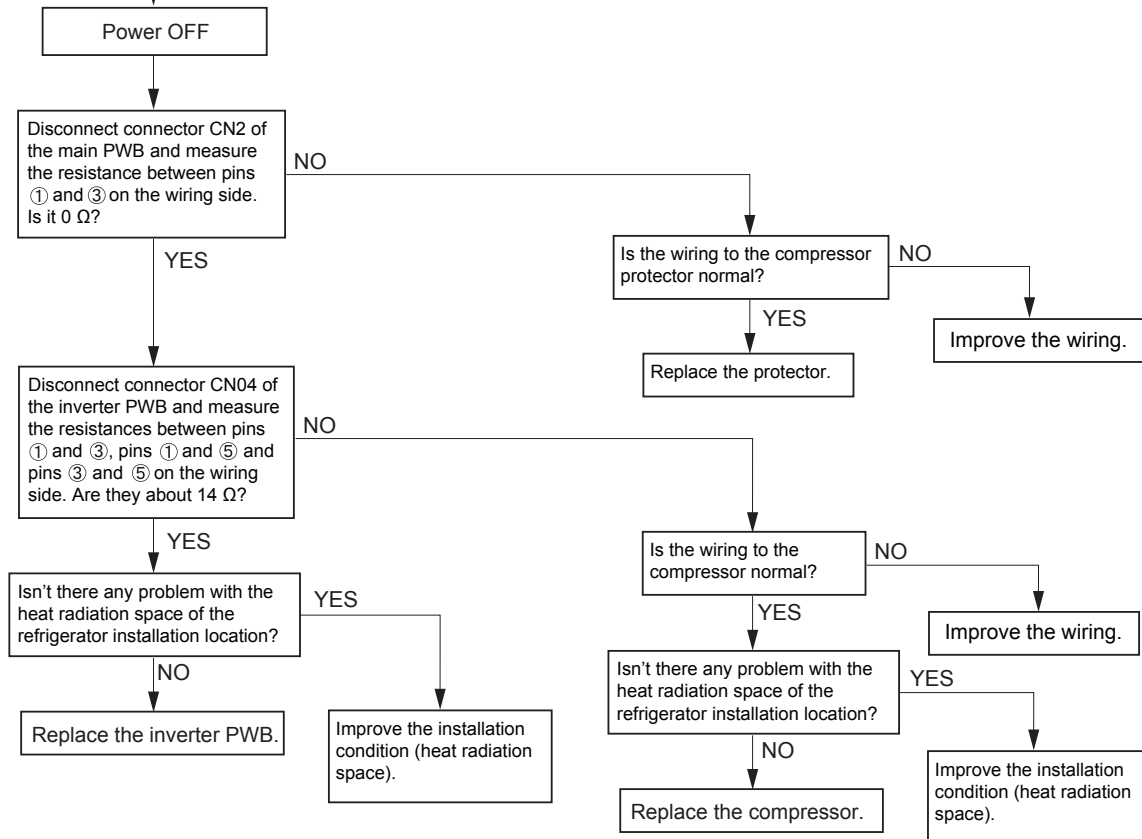 Power OFF
Disconnect connector CN2 of
the main PWB and measure
the resistance between pins
① and ③ on the wiring side.
Is it 0 Ω?
NO
YES
Is the wiring to the compressor
protector normal?
NO
YES
Improve the wiring.
Replace the protector.
Disconnect connector CN04 of
the inverter PWB and measure
the resistances between pins
① and ③, pins ① and ⑤ and
pins ③ and ⑤ on the wiring
side. Are they about 14 Ω?
NO
YES
Is the wiring to the
compressor normal?
NO
YES
Improve the wiring.
Isn't there any problem with the
heat radiation space of the
refrigerator installation location?
YES
NO
Replace the inverter PWB.
Improve the installation
condition (heat radiation
space).
Isn't there any problem with the
heat radiation space of the
refrigerator installation location?
YES
NO
Replace the compressor.
Improve the installation
condition (heat radiation
space).